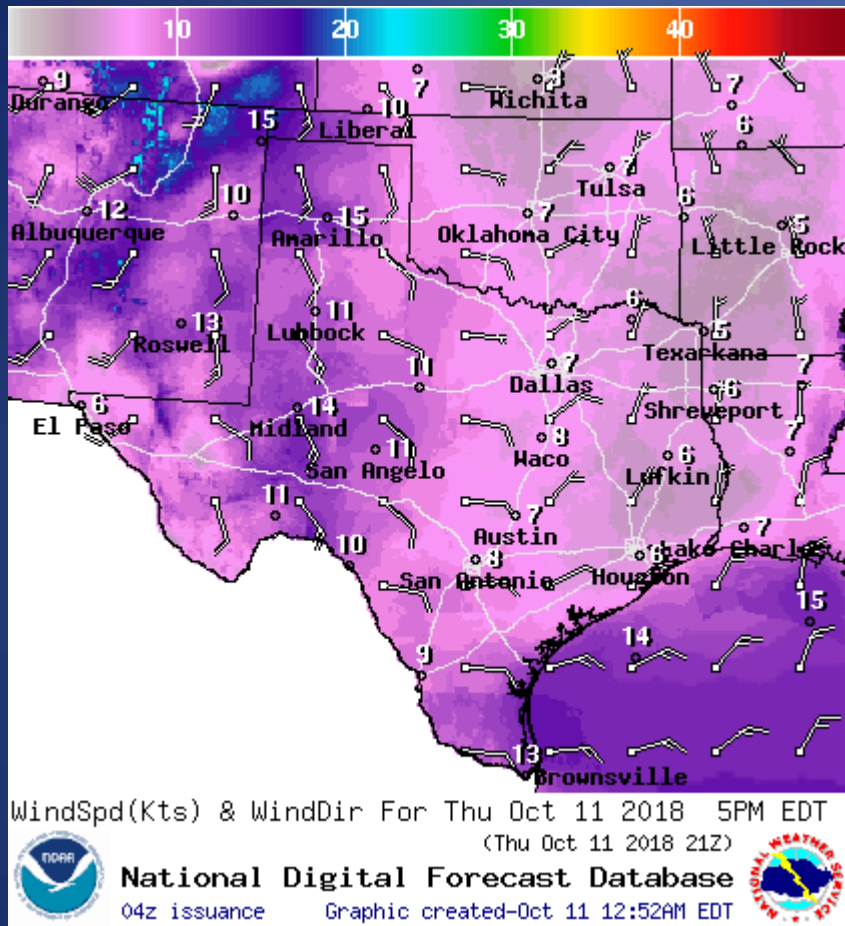 10 20 30 40
9 7 8 7
Durango Wichita
10
Liberal
15 6
7
Tulsa
12 10 15 7 6 5
Albuquerque Amarillo Oklahoma City Little Rock
13 11 6 5
Roswell Lubbock Texarkana
7 7
Dallas
11 6
Shreveport
6 14
El Paso Midland
11 8 6 7
San Angelo Waco Lufkin
11 7 7
Austin Lake Charles
10 8 6
San Antonio Houston
15
14
9
13
Brownsville
WindSpd(Kts) & WindDir For Thu Oct 11 2018 5PM EDT
(Thu Oct 11 2018 21Z)
NOAA
National Digital Forecast Database
04z issuance Graphic created-Oct 11 12:52AM EDT
NATIONAL WEATHER SERVICE